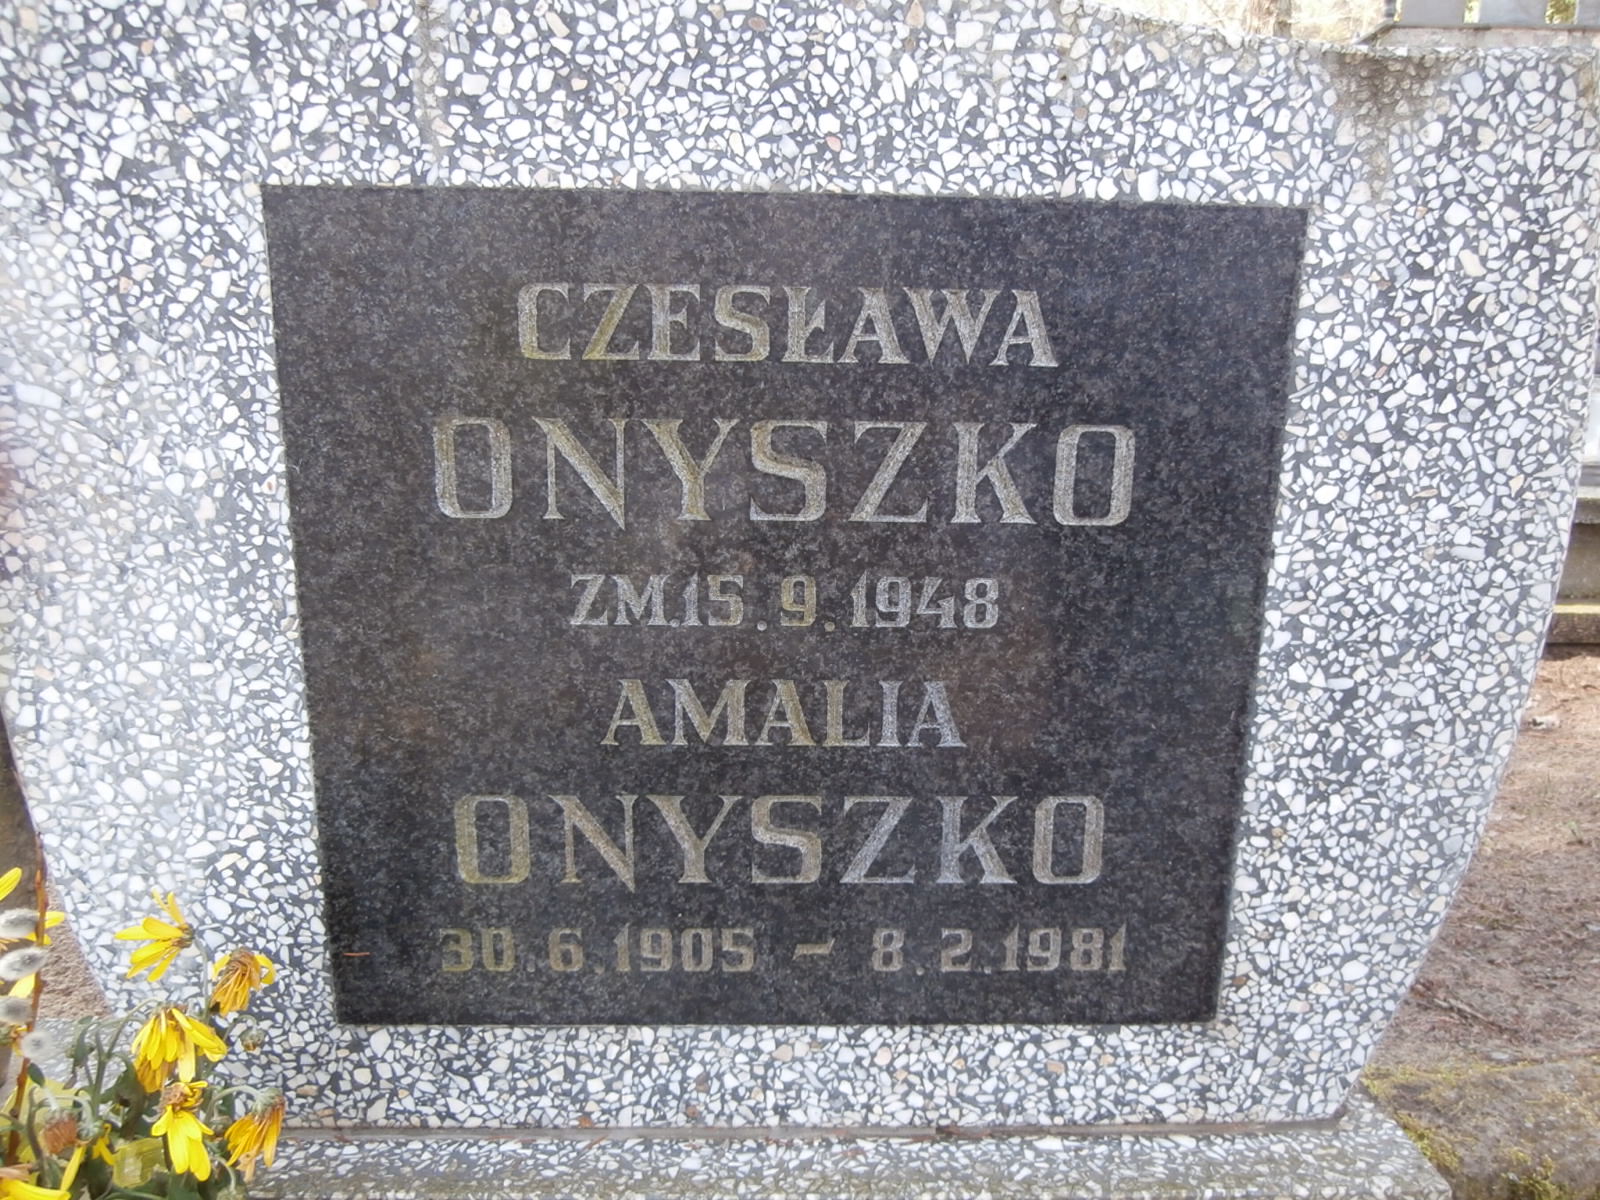 CZESŁAWA
ONYSZKO
ZM.15.9.1948
AMALIA
ONYSZKO
30.6.1905 – 8.2.1981